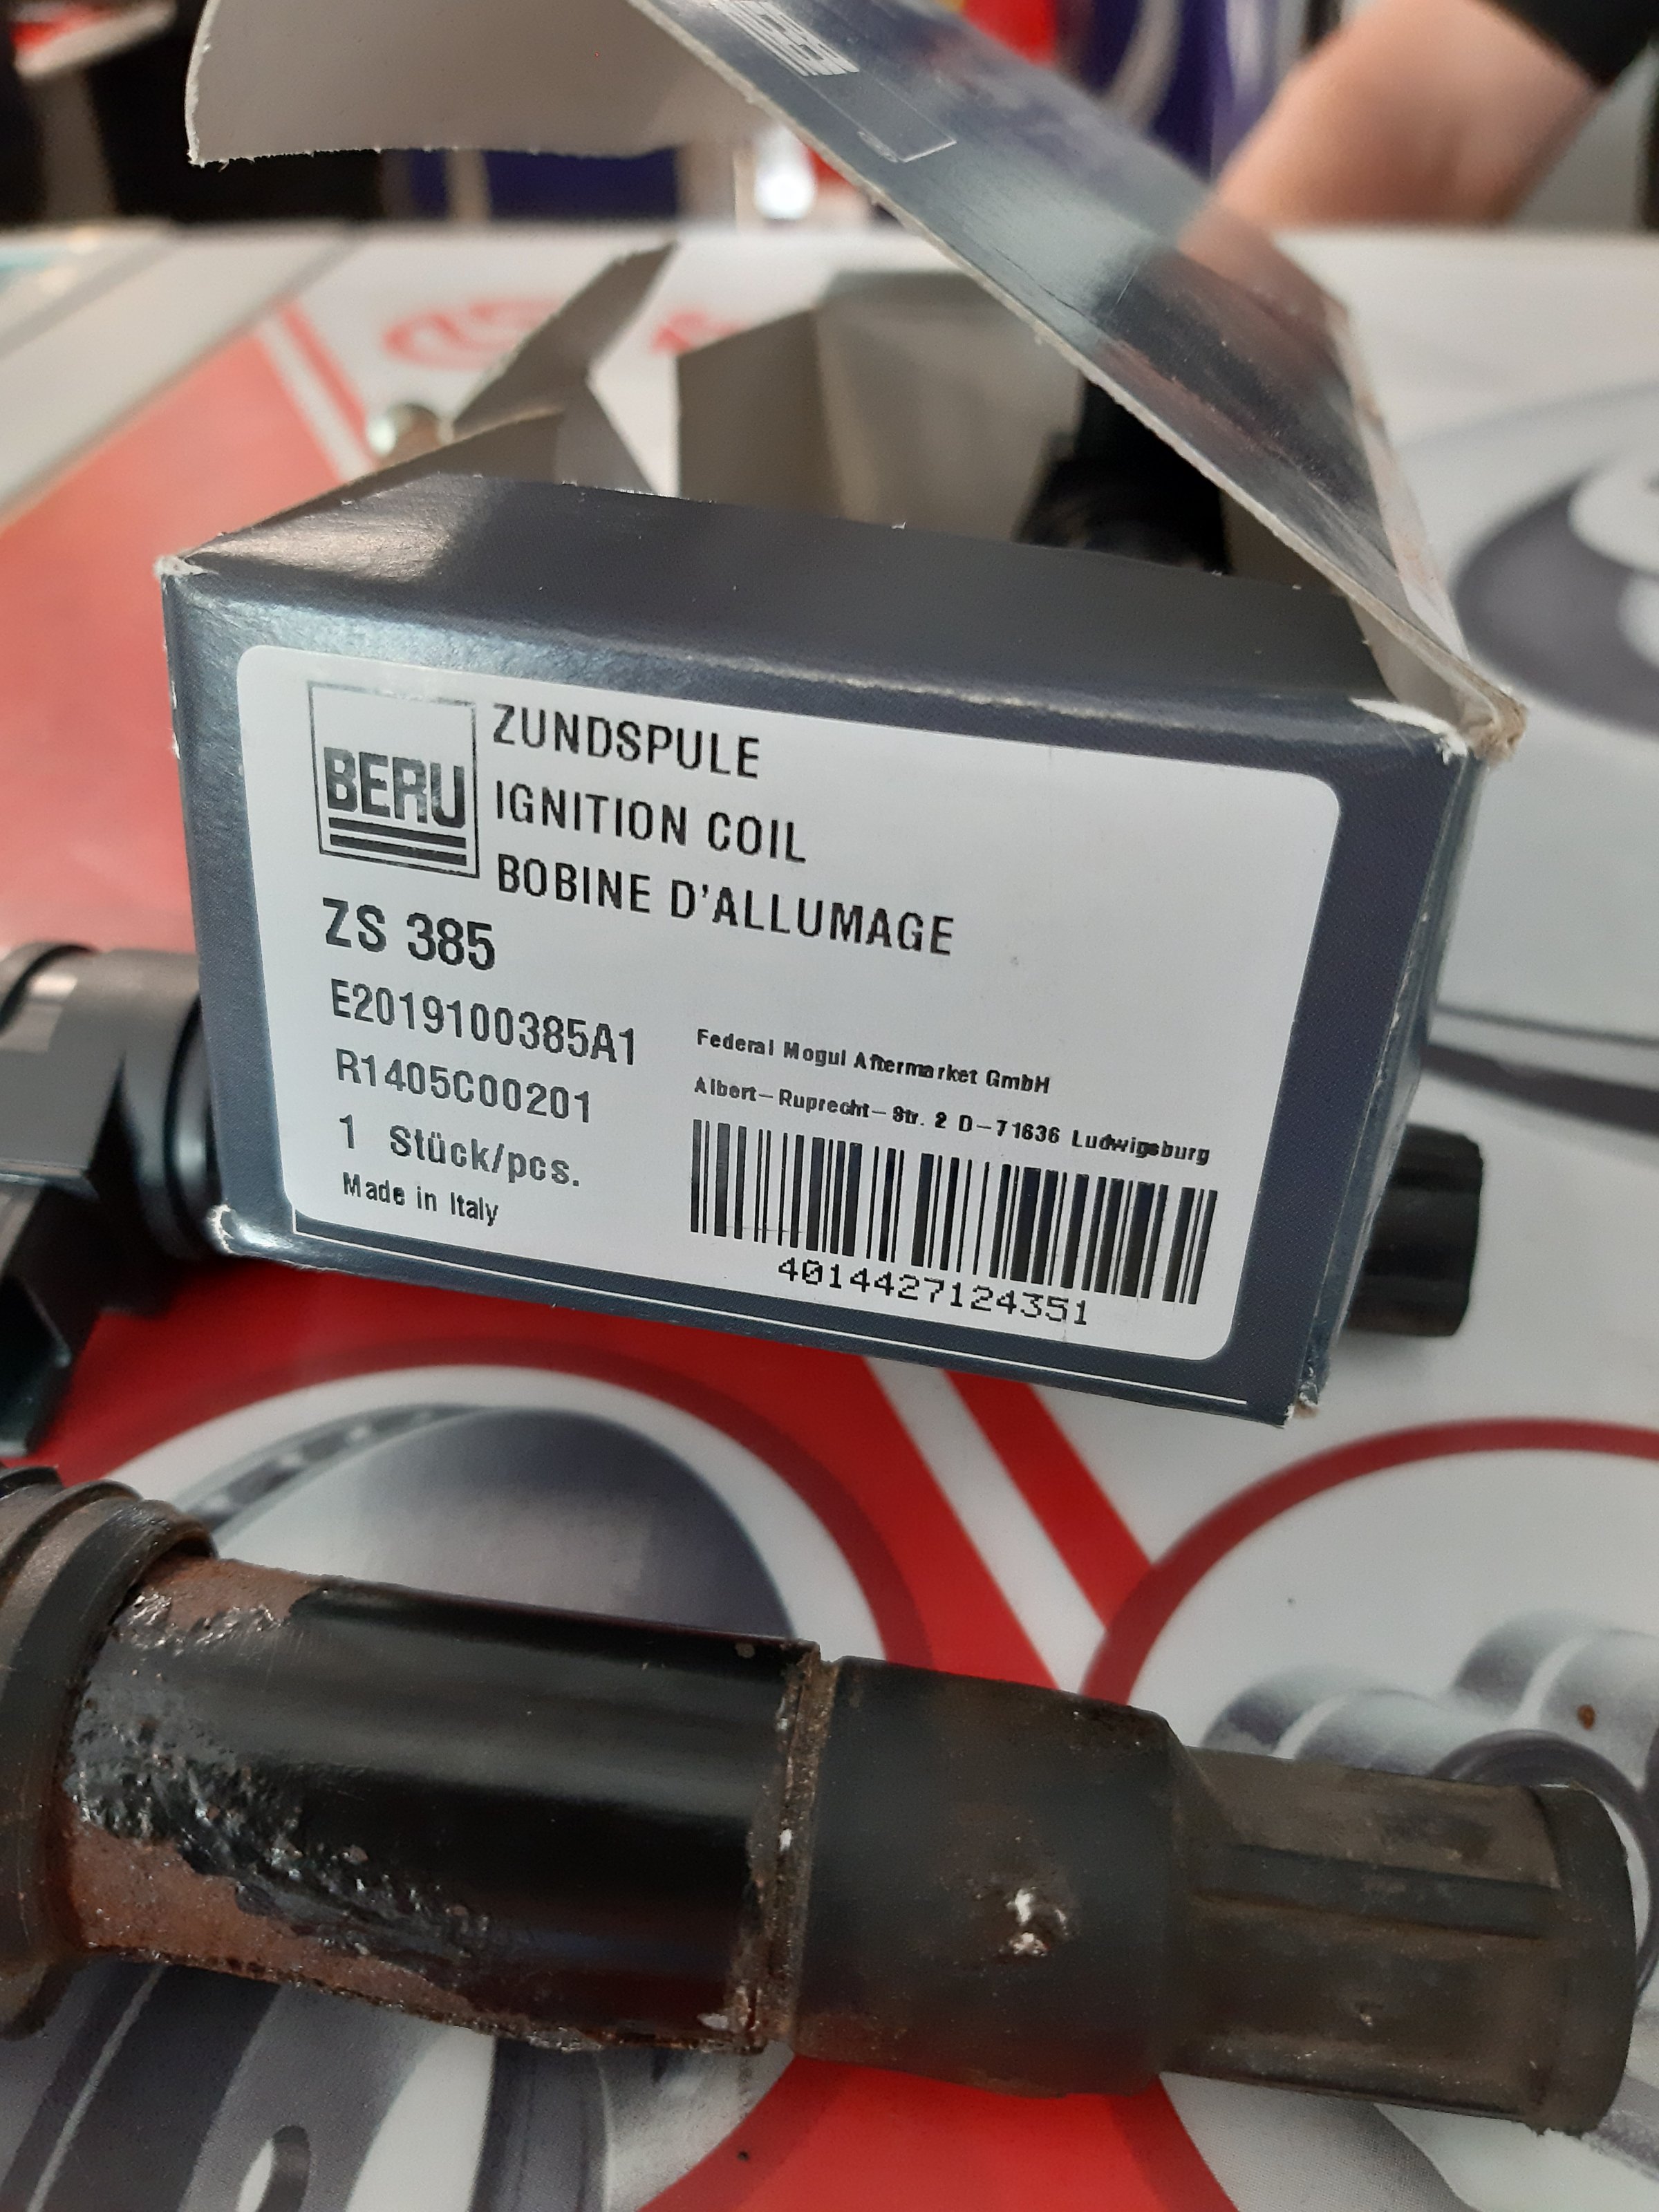 BERU
ZUNDSPULE
IGNITION COIL
BOBINE D'ALLUMAGE
ZS 385
E2019100385A1
R1405C00201
1 Stück/pcs.
Made in Italy
Federal Mogul Aftermarket GmbH
Albert-Ruprecht-Str. 2 D-71636 Ludwigsburg
4014427124351